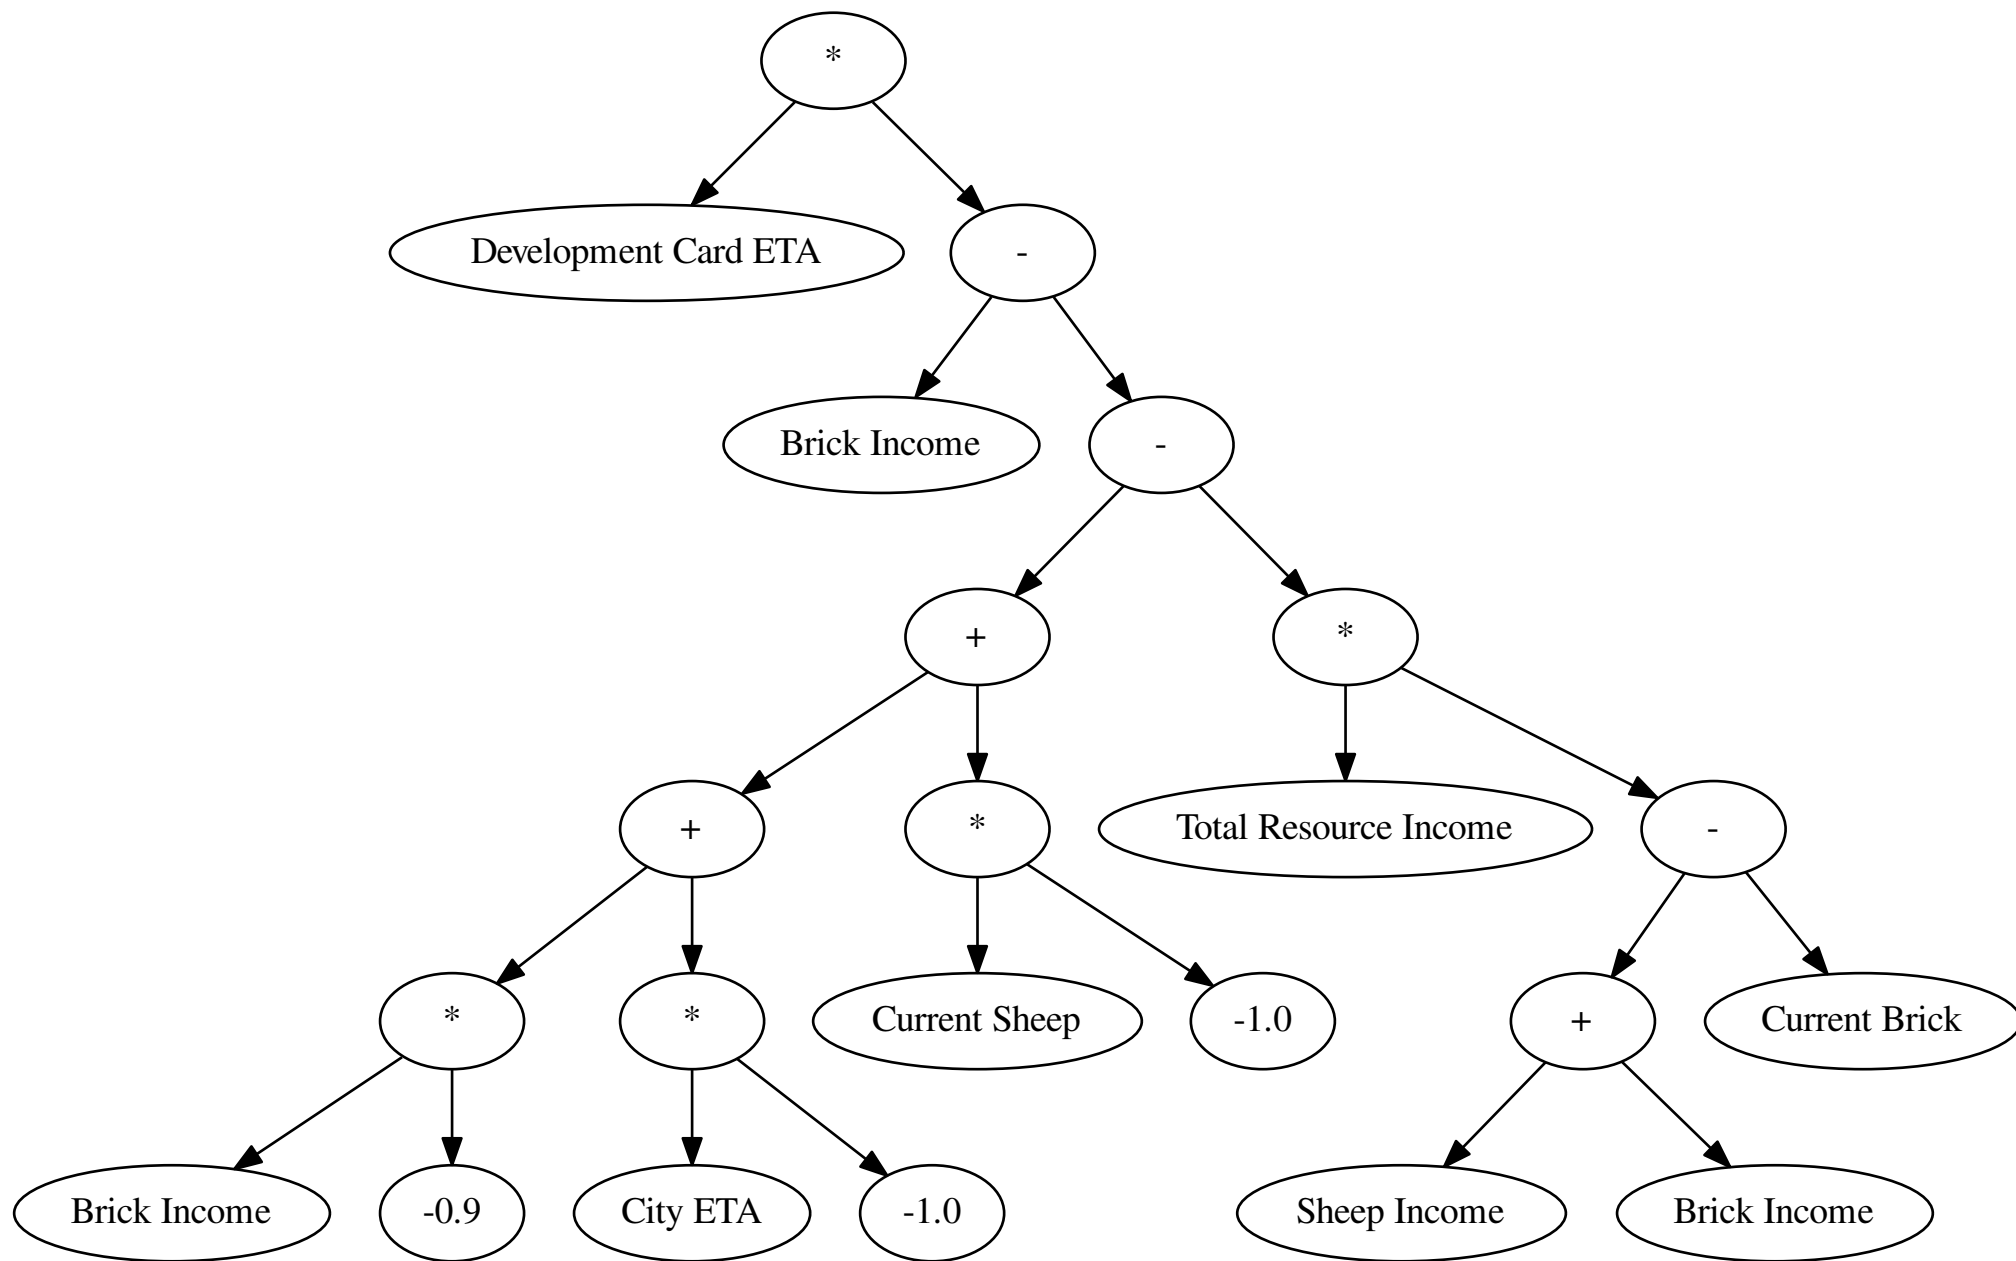 *
Development Card ETA
-
Brick Income
-
+
*
+
*
Total Resource Income
-
*
*
Current Sheep
-1.0
+
Current Brick
Brick Income
-0.9
City ETA
-1.0
Sheep Income
Brick Income